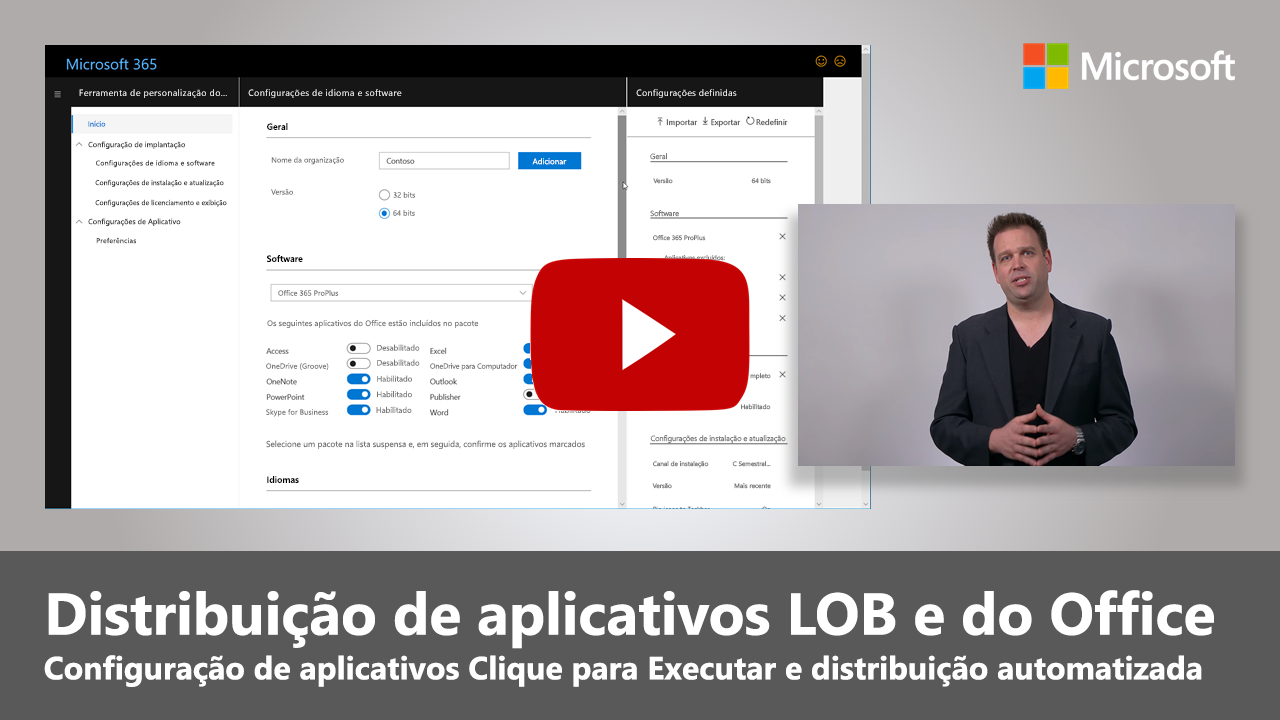 Microsoft 365
Microsoft
Ferramenta de personalização do...
Configurações de idioma e software
Configurações definidas
Início
Configuração de implantação
Configurações de idioma e software
Configurações de instalação e atualização
Configurações de licenciamento e exibição
Configurações de Aplicativo
Preferências
Geral
Nome da organização
Contoso
Adicionar
Versão
32 bits
64 bits
Software
Office 365 ProPlus
Os seguintes aplicativos do Office estão incluídos no pacote
Access Desabilitado Excel
OneDrive (Groove) Desabilitado OneDrive para Computador
OneNote Habilitado Outlook
PowerPoint Habilitado Publisher
Skype for Business Habilitado Word
Selecione um pacote na lista suspensa e, em seguida, confirme os aplicativos marcados
Idiomas
Importar Exportar Redefinir
Geral
Versão 64 bits
Software
Office 365 ProPlus
Aplicativos excluídos:
Habilitado
Configurações de instalação e atualização
Canal de instalação C Semestral...
Versão Mais recente
Distribuição de aplicativos LOB e do Office
Configuração de aplicativos Clique para Executar e distribuição automatizada